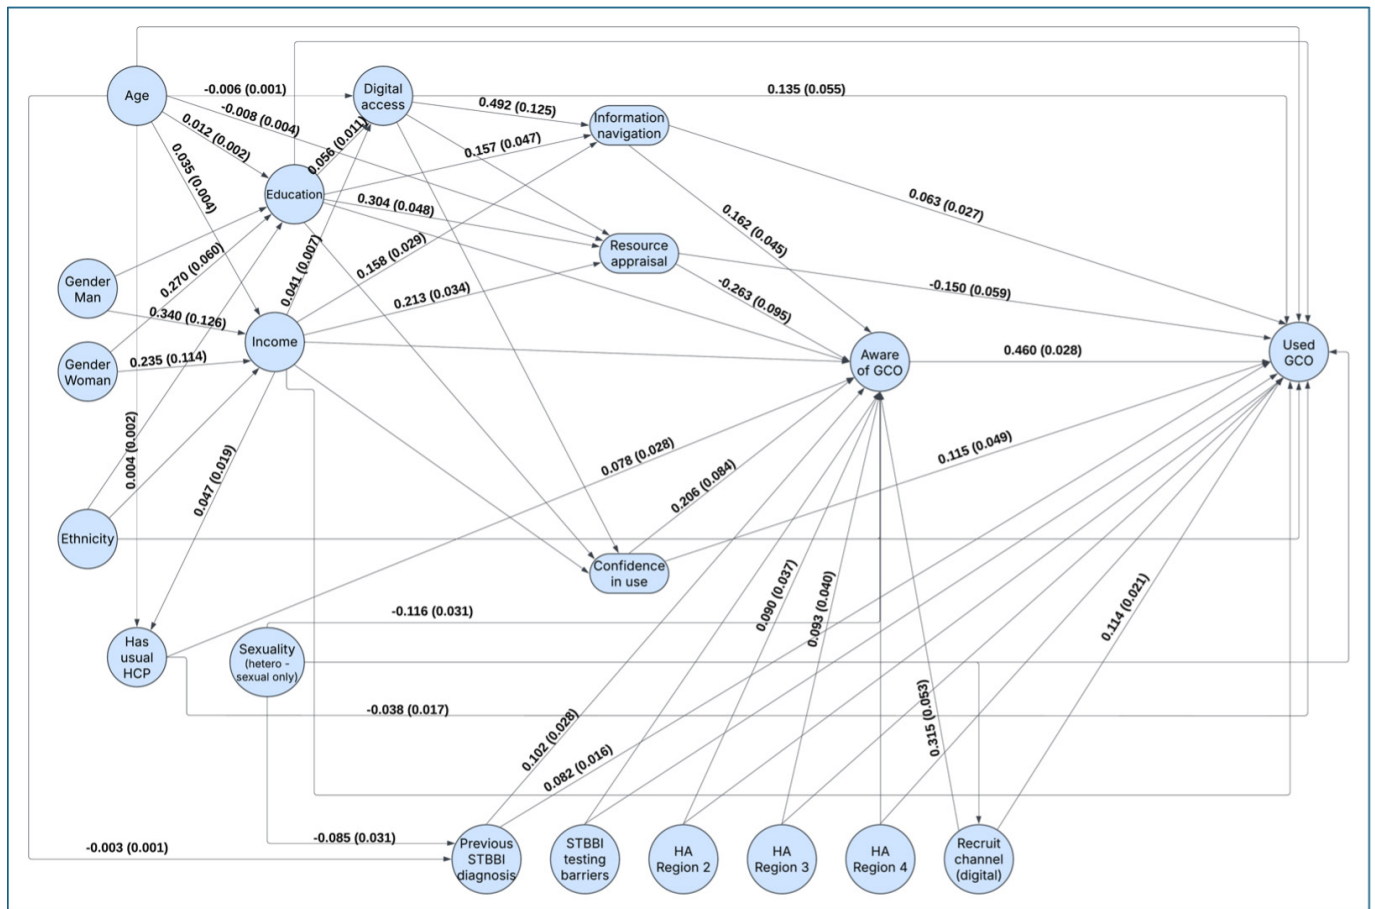 Age
-0.006 (0.001)
Digital
access
0.135 (0.055)
-0.008 (0.004)
0.492 (0.125)
Information
navigation
0.012 (0.002)
0.056 (0.011)
0.157 (0.047)
0.035 (0.004)
Education
0.304 (0.048)
0.063 (0.027)
0.162 (0.045)
Gender
Man
0.270 (0.060)
0.041 (0.007)
0.158 (0.029)
Resource
appraisal
0.213 (0.034)
-0.263 (0.095)
-0.150 (0.059)
0.340 (0.126)
Income
Gender
Woman
0.235 (0.114)
Aware
of GCO
0.460 (0.028)
Used
GCO
0.004 (0.002)
0.047 (0.019)
0.078 (0.028)
0.206 (0.084)
0.115 (0.049)
Ethnicity
Confidence
in use
-0.116 (0.031)
0.090 (0.037)
0.093 (0.040)
0.114 (0.021)
Has
usual
HCP
Sexuality
(hetero -
sexual only)
-0.038 (0.017)
0.102 (0.028)
0.082 (0.016)
0.315 (0.053)
-0.085 (0.031)
-0.003 (0.001)
Previous
STBBI
diagnosis
STBBI
testing
barriers
HA
Region 2
HA
Region 3
HA
Region 4
Recruit
channel
(digital)